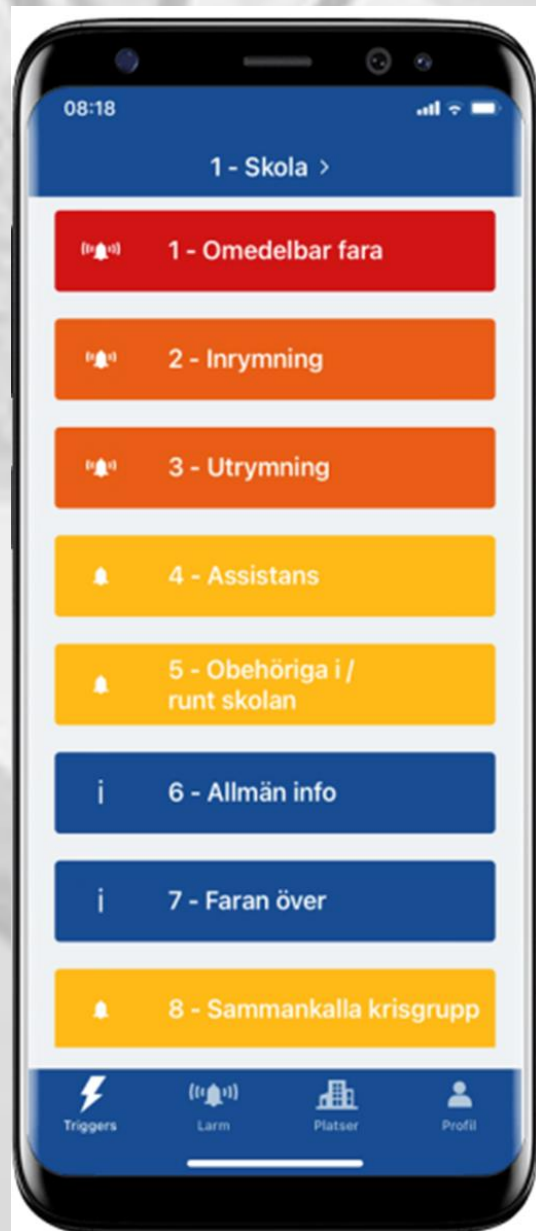 08:18
1 - Skola >
1 - Omedelbar fara
2 - Inrymning
3 - Utrymning
4 - Assistans
5 - Obehöriga i /
runt skolan
i 6 - Allmän info
i 7 - Faran över
8 - Sammankalla krisgrupp
Triggers Larm Platser Profil